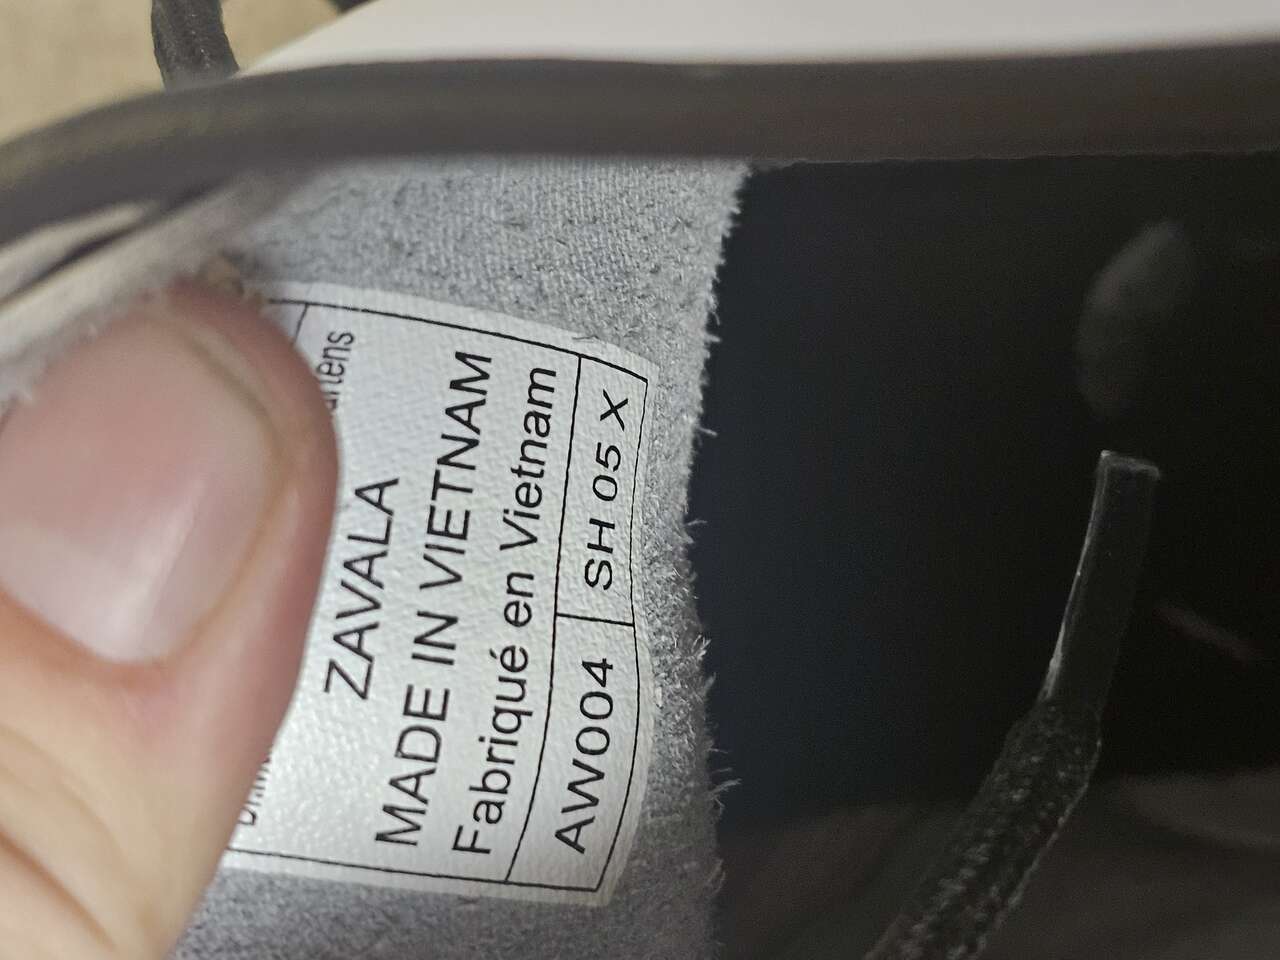 ZAVALA
MADE IN VIETNAM
Fabriqué en Vietnam
AW004 SH 05 X